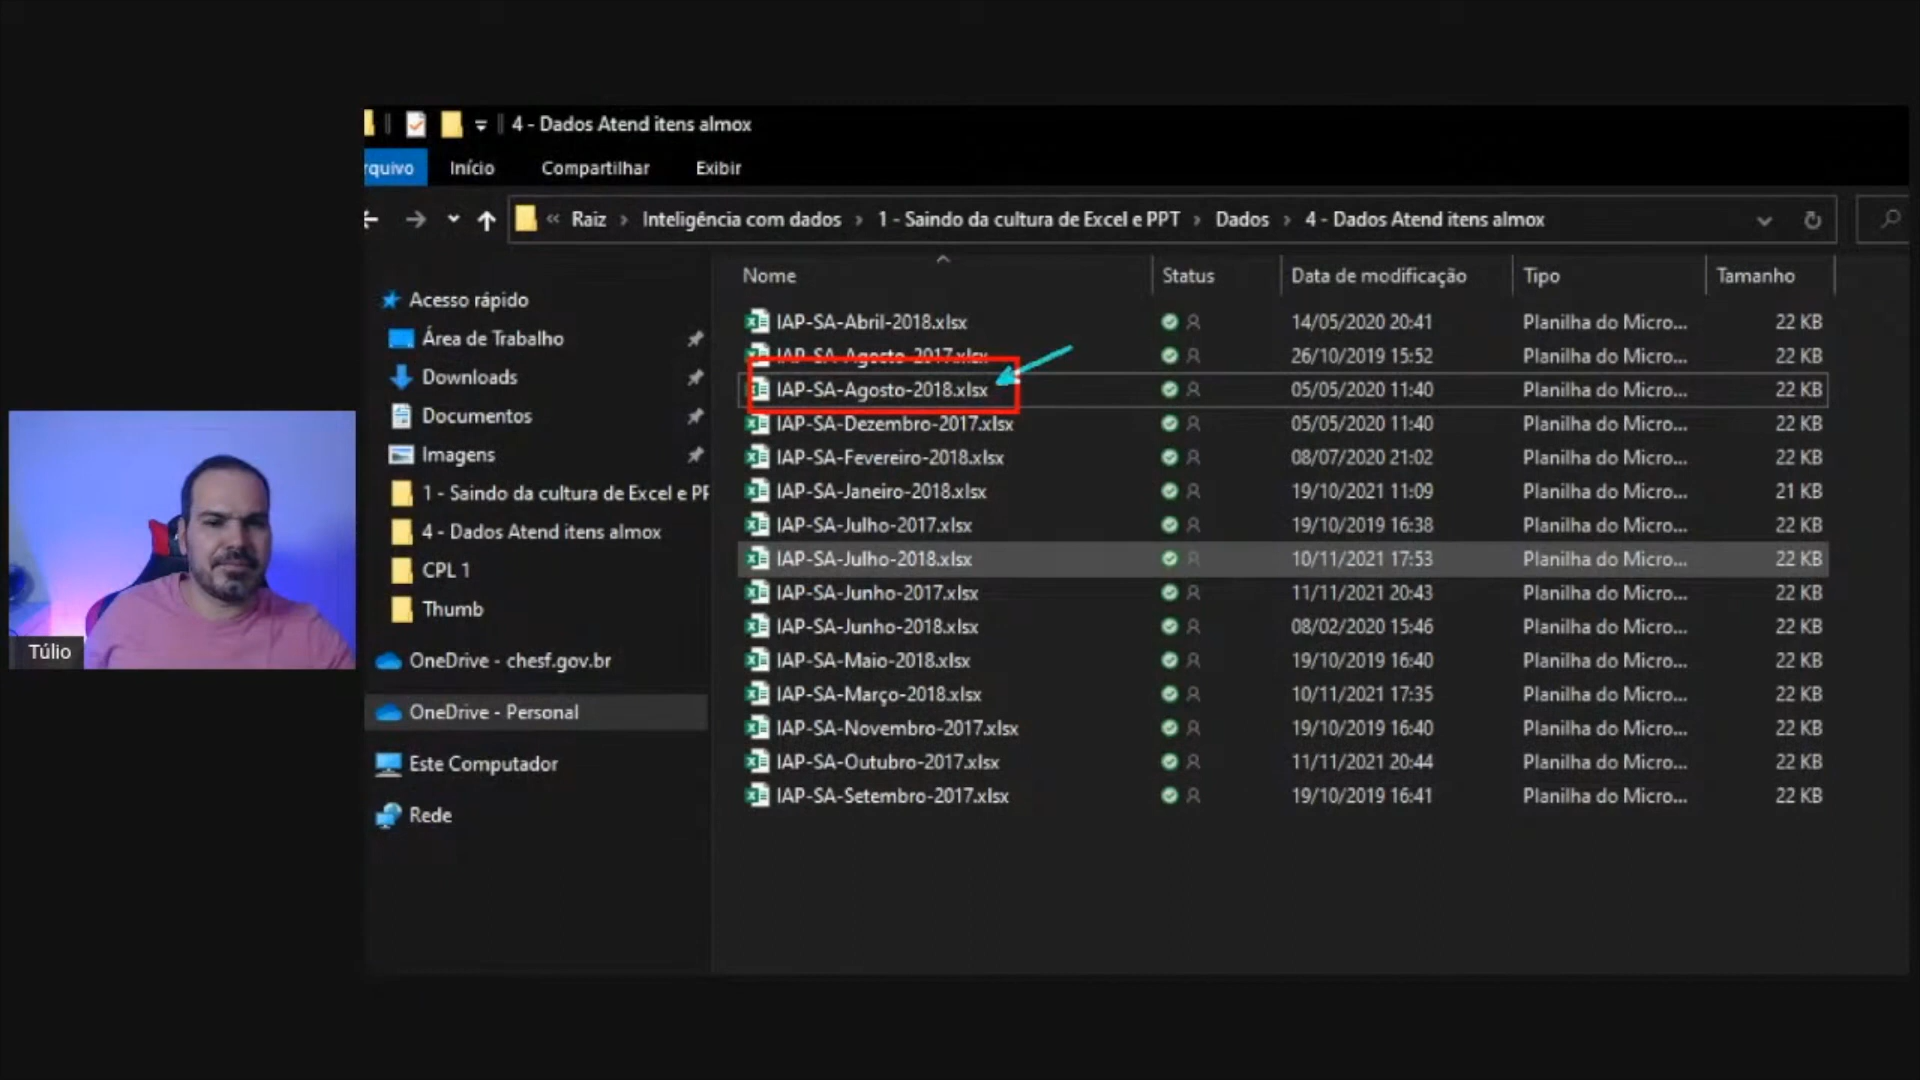 4 - Dados Atend itens almox
rquivo Início Compartilhar Exibir
« Raiz › Inteligência com dados › 1 - Saindo da cultura de Excel e PPT › Dados › 4 - Dados Atend itens almox
Nome Status Data de modificação Tipo Tamanho
Acesso rápido
Área de Trabalho
Downloads
Documentos
Imagens
1 - Saindo da cultura de Excel e PP
4 - Dados Atend itens almox
CPL 1
Thumb
OneDrive - chesf.gov.br
OneDrive - Personal
Este Computador
Rede
IAP-SA-Abril-2018.xlsx 14/05/2020 20:41 Planilha do Micro... 22 KB
IAP-SA-Agosto-2017.xlsx 26/10/2019 15:52 Planilha do Micro... 22 KB
IAP-SA-Agosto-2018.xlsx 05/05/2020 11:40 Planilha do Micro... 22 KB
IAP-SA-Dezembro-2017.xlsx 05/05/2020 11:40 Planilha do Micro... 22 KB
IAP-SA-Fevereiro-2018.xlsx 08/07/2020 21:02 Planilha do Micro... 22 KB
IAP-SA-Janeiro-2018.xlsx 19/10/2021 11:09 Planilha do Micro... 21 KB
IAP-SA-Julho-2017.xlsx 19/10/2019 16:38 Planilha do Micro... 22 KB
IAP-SA-Julho-2018.xlsx 10/11/2021 17:53 Planilha do Micro... 22 KB
IAP-SA-Junho-2017.xlsx 11/11/2021 20:43 Planilha do Micro... 22 KB
IAP-SA-Junho-2018.xlsx 08/02/2020 15:46 Planilha do Micro... 22 KB
IAP-SA-Maio-2018.xlsx 19/10/2019 16:40 Planilha do Micro... 22 KB
IAP-SA-Março-2018.xlsx 10/11/2021 17:35 Planilha do Micro... 22 KB
IAP-SA-Novembro-2017.xlsx 19/10/2019 16:40 Planilha do Micro... 22 KB
IAP-SA-Outubro-2017.xlsx 11/11/2021 20:44 Planilha do Micro... 22 KB
IAP-SA-Setembro-2017.xlsx 19/10/2019 16:41 Planilha do Micro... 22 KB
Túlio